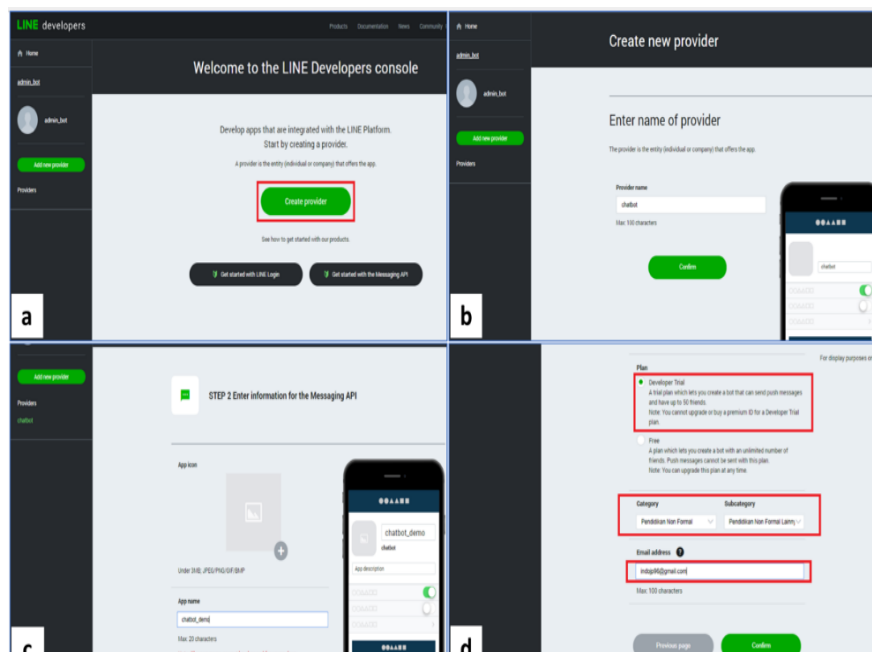 LINE developers
Products Documentation News Community
Home
admin_bot
admin_bot
Add new provider
Providers
Welcome to the LINE Developers console
Develop apps that are integrated with the LINE Platform.
Start by creating a provider.
A provider is the entity (individual or company) that offers the app.
Create provider
See how to get started with our products.
Get started with LINE Login
Get started with the Messaging API
a
Home
admin_bot
admin_bot
Add new provider
Providers
Create new provider
Enter name of provider
The provider is the entity (individual or company) that offers the app.
Provider name
chatbot
Max: 100 characters
Confirm
chatbot
b
Add new provider
Providers
chatbot
STEP 2 Enter information for the Messaging API
App icon
Under 3MB, JPEG/PNG/GIF/BMP
App name
chatbot_demo
Max: 20 characters
chatbot_demo
chatbot
App description
c
For display purposes
Plan
Developer Trial
A trial plan which lets you create a bot that can send push messages
and have up to 50 friends.
Note: You cannot upgrade or buy a premium ID for a Developer Trial
plan.
Free
A plan which lets you create a bot with an unlimited number of
friends. Push messages cannot be sent with this plan.
Note: You can upgrade this plan at any time.
Category Subcategory
Pendidikan Non Formal Pendidikan Non Formal
Email address
Max: 100 characters
Previous page Confirm
d